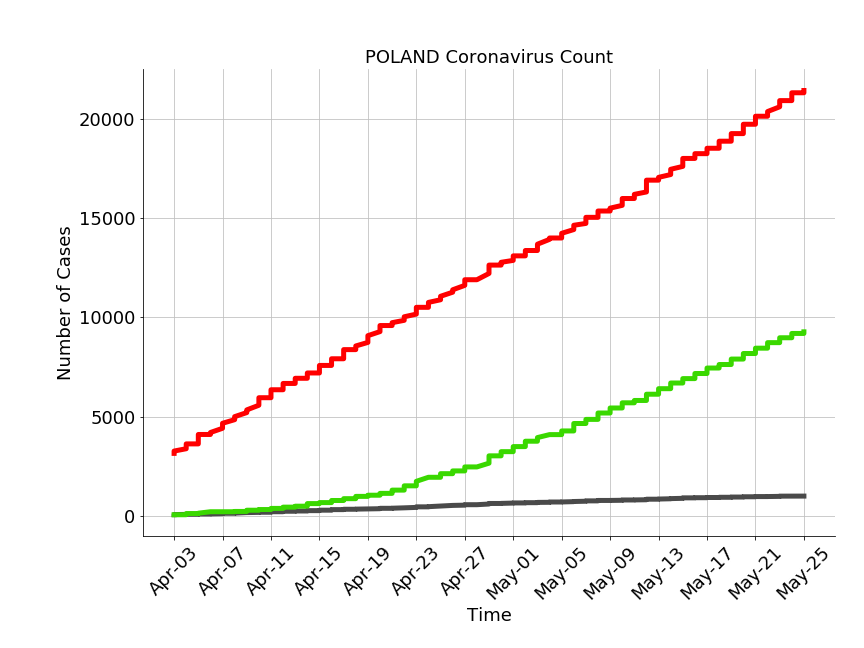 POLAND Coronavirus Count
Number of Cases
20000
15000
10000
5000
0
Apr-03
Apr-07
Apr-11
Apr-15
Apr-19
Apr-23
Apr-27
May-01
May-05
May-09
May-13
May-17
May-21
May-25
Time